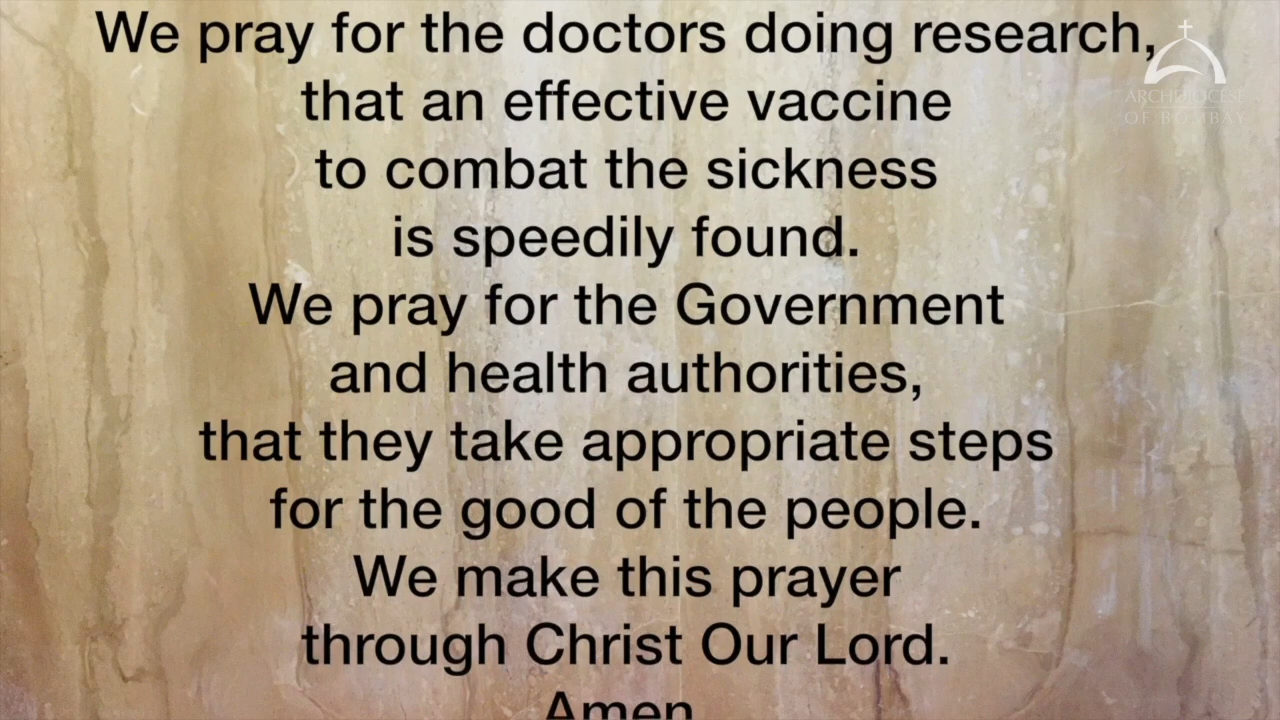 We pray for the doctors doing research,
ARCHDIOCESE
OF BOMBAY
that an effective vaccine
to combat the sickness
is speedily found.
We pray for the Government
and health authorities,
that they take appropriate steps
for the good of the people.
We make this prayer
through Christ Our Lord.
Amen